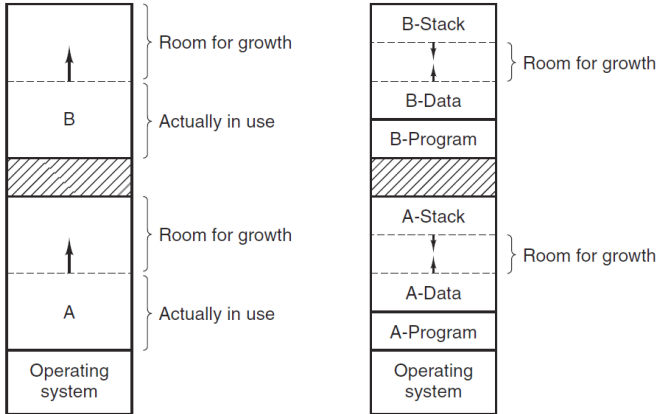 Room for growth
B
Actually in use
Room for growth
A
Actually in use
Operating
system
B-Stack
Room for growth
B-Data
B-Program
A-Stack
Room for growth
A-Data
A-Program
Operating
system